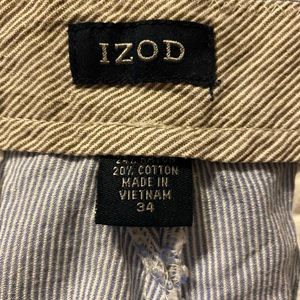 IZOD
20% COTTON
MADE IN
VIETNAM
34